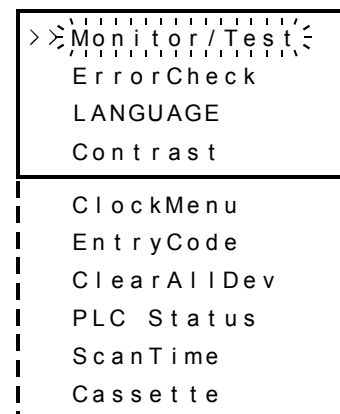 >>Monitor/Test
ErrorCheck
LANGUAGE
Contrast
ClockMenu
EntryCode
ClearAllDev
PLC Status
ScanTime
Cassette